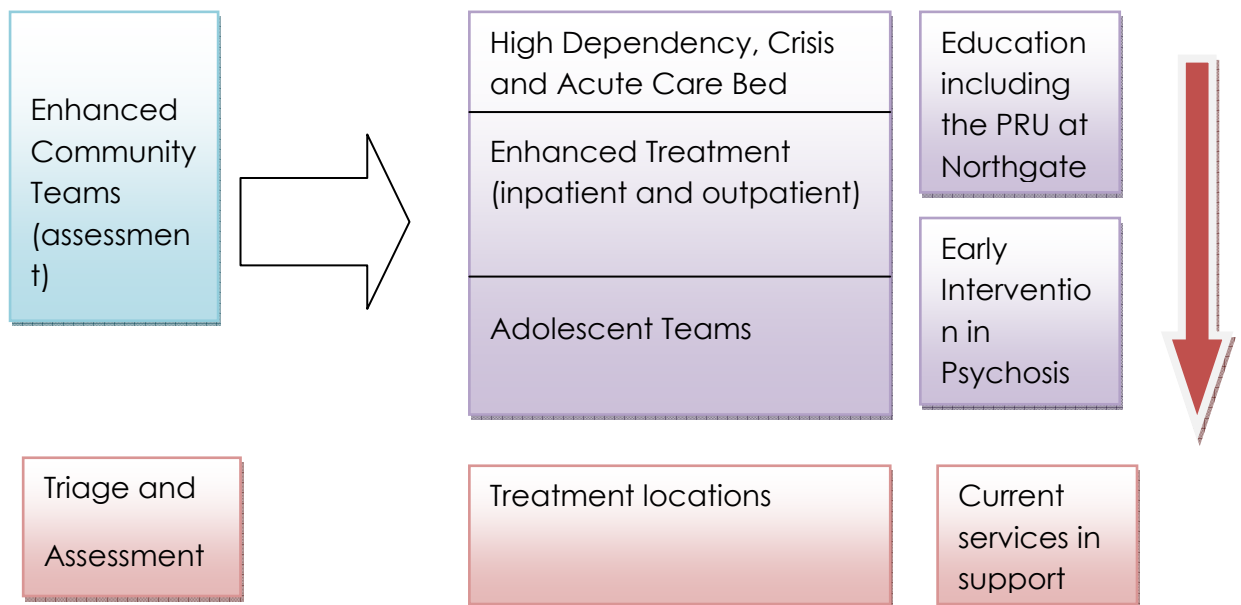 Enhanced
Community
Teams
(assessmen
t)
High Dependency, Crisis
and Acute Care Bed
Enhanced Treatment
(inpatient and outpatient)
Adolescent Teams
Education
including
the PRU at
Northgate
Early
Interventio
n in
Psychosis
Triage and
Assessment
Treatment locations
Current
services in
support